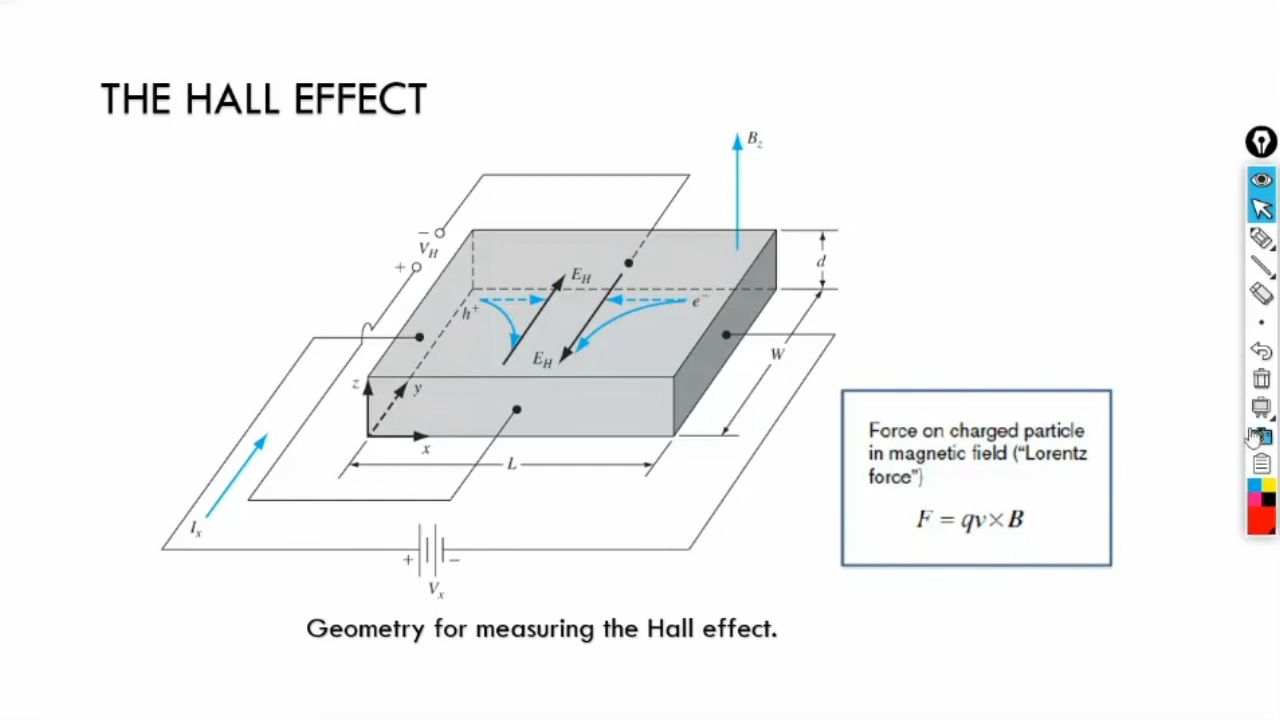 THE HALL EFFECT
B_z
−
V_H
+
E_H
d
h⁺
e⁻
E_H
W
z
y
x
L
Force on charged particle
in magnetic field ("Lorentz
force")
F = qv×B
I_x
+
−
V_x
Geometry for measuring the Hall effect.